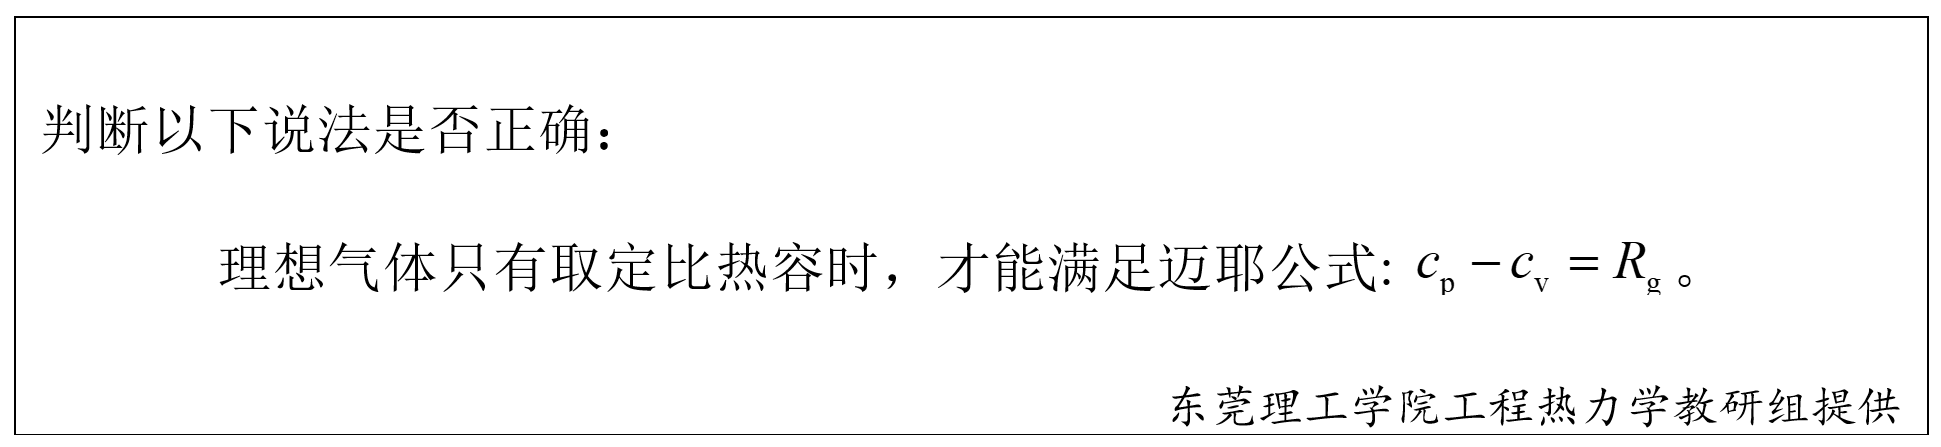 判断以下说法是否正确：
理想气体只有取定比热容时，才能满足迈耶公式: $c_{\mathrm{p}} - c_{\mathrm{v}} = R_{\mathrm{g}}$。
东莞理工学院工程热力学教研组提供